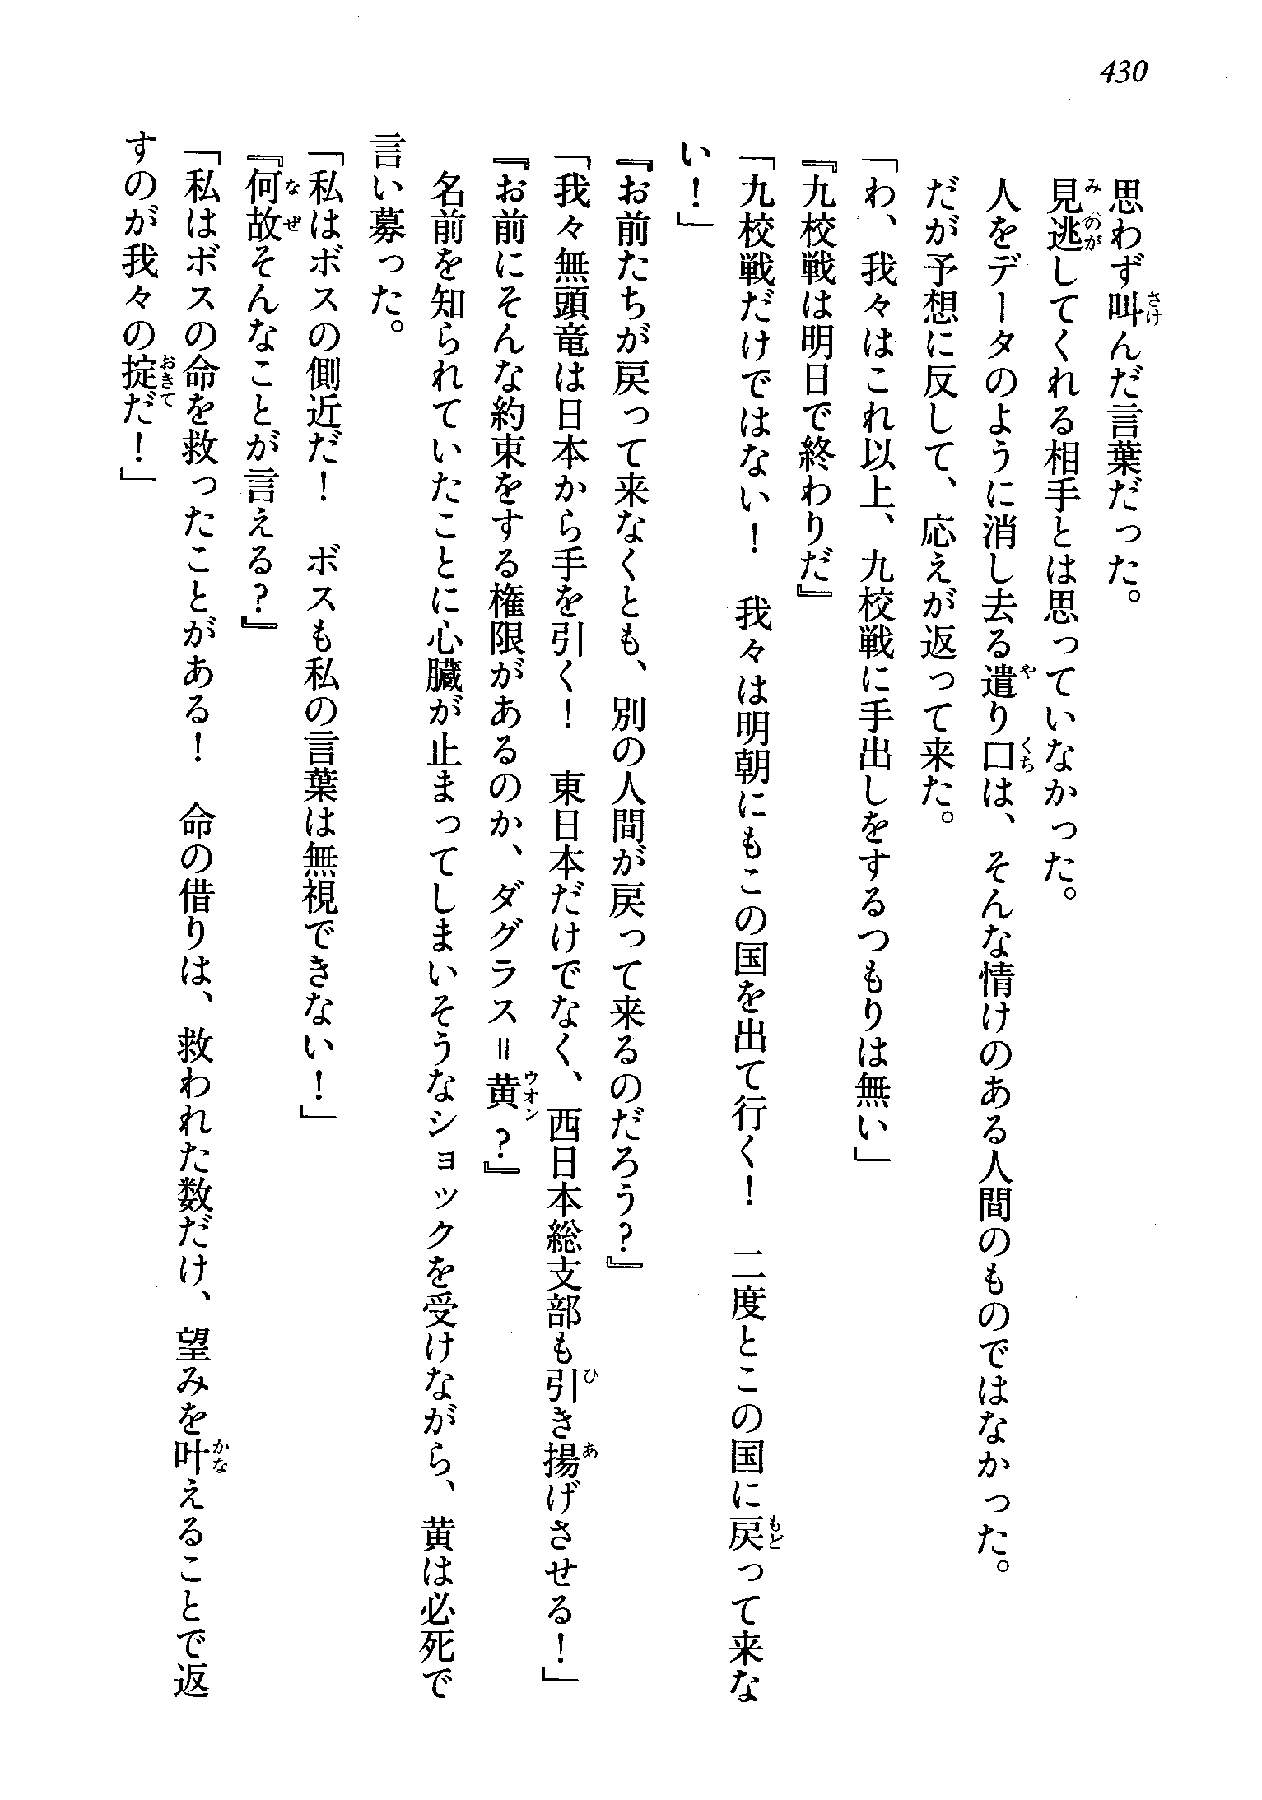 430
思わず叫んだ言葉だった。
見逃してくれる相手とは思っていなかった。
人をデータのように消し去る遣り口は、そんな情けのある人間のものではなかった。
だが予想に反して、応えが返って来た。
「わ、我々はこれ以上、九校戦に手出しをするつもりは無い」
『九校戦は明日で終わりだ』
「九校戦だけではない！　我々は明朝にもこの国を出て行く！　二度とこの国に戻って来な
い！」
『お前たちが戻って来なくとも、別の人間が戻って来るのだろう？』
「我々無頭竜は日本から手を引く！　東日本だけでなく、西日本総支部も引き揚げさせる！」
『お前にそんな約束をする権限があるのか、ダグラス＝黄？』
名前を知られていたことに心臓が止まってしまいそうなショックを受けながら、黄は必死で
言い募った。
「私はボスの側近だ！　ボスも私の言葉は無視できない！」
『何故そんなことが言える？』
「私はボスの命を救ったことがある！　命の借りは、救われた数だけ、望みを叶えることで返
すのが我々の掟だ！」